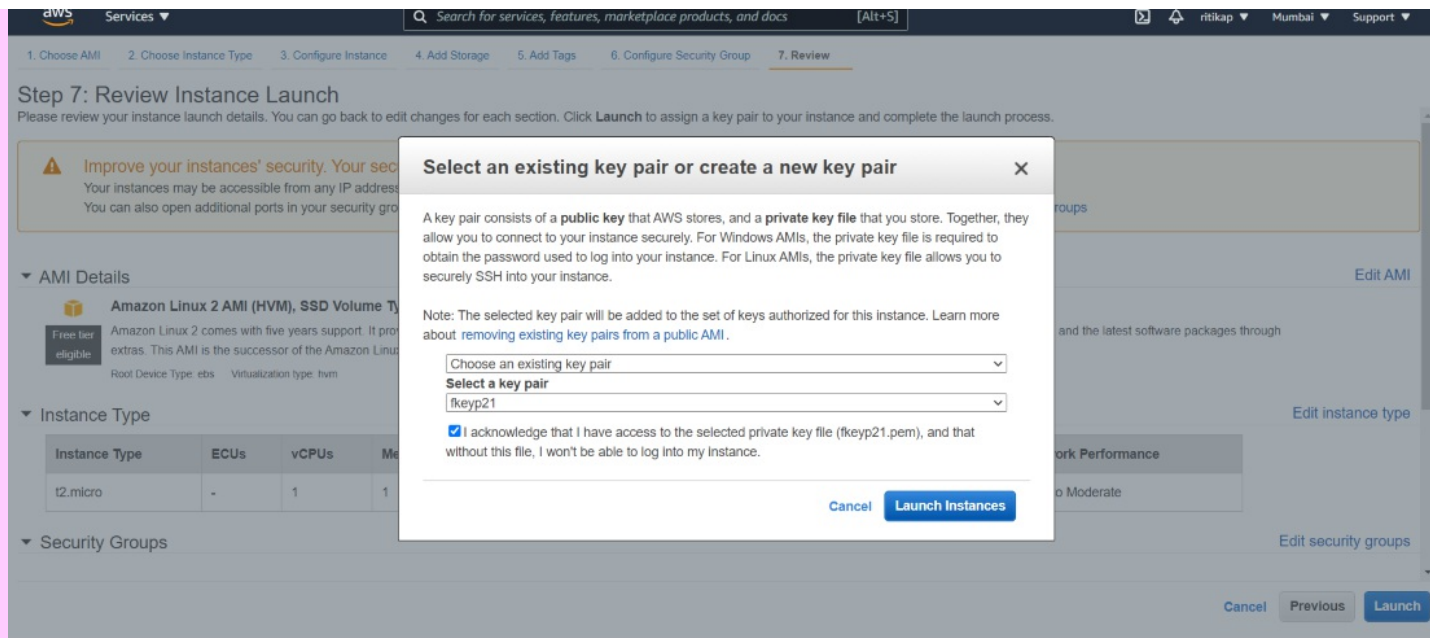 aws Services ▼ Search for services, features, marketplace products, and docs [Alt+S] ritikap ▼ Mumbai ▼ Support ▼
1. Choose AMI 2. Choose Instance Type 3. Configure Instance 4. Add Storage 5. Add Tags 6. Configure Security Group 7. Review
Step 7: Review Instance Launch
Please review your instance launch details. You can go back to edit changes for each section. Click Launch to assign a key pair to your instance and complete the launch process.
Improve your instances' security. Your sec
Your instances may be accessible from any IP address
You can also open additional ports in your security gro
roups
AMI Details
Edit AMI
Amazon Linux 2 AMI (HVM), SSD Volume Ty
Free tier eligible
Amazon Linux 2 comes with five years support. It pro
and the latest software packages through
extras. This AMI is the successor of the Amazon Linu
Root Device Type: ebs Virtualization type: hvm
Instance Type
Edit instance type
Instance Type ECUs vCPUs Me ork Performance
t2.micro - 1 1 o Moderate
Security Groups
Edit security groups
Cancel Previous Launch
Select an existing key pair or create a new key pair
A key pair consists of a public key that AWS stores, and a private key file that you store. Together, they
allow you to connect to your instance securely. For Windows AMIs, the private key file is required to
obtain the password used to log into your instance. For Linux AMIs, the private key file allows you to
securely SSH into your instance.
Note: The selected key pair will be added to the set of keys authorized for this instance. Learn more
about removing existing key pairs from a public AMI.
Choose an existing key pair
Select a key pair
fkeyp21
I acknowledge that I have access to the selected private key file (fkeyp21.pem), and that
without this file, I won't be able to log into my instance.
Cancel Launch Instances